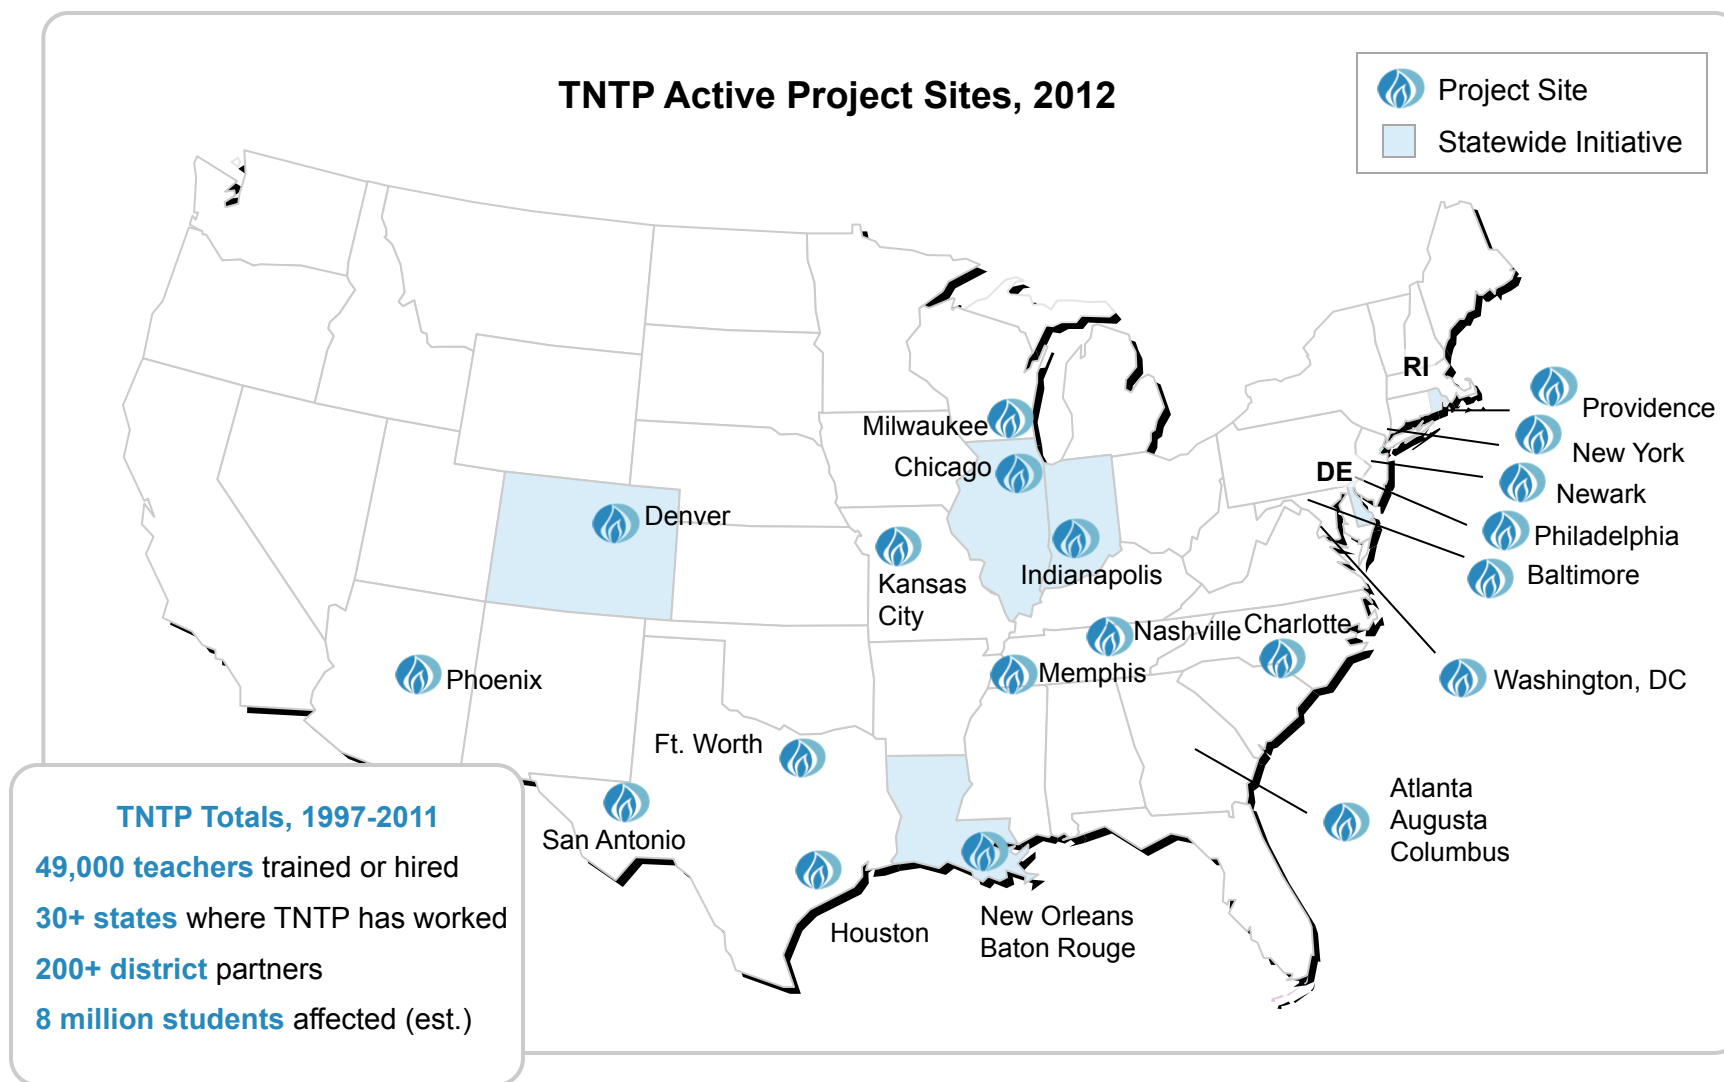 TNTP Active Project Sites, 2012
Project Site
Statewide Initiative
RI
Providence
New York
DE
Newark
Philadelphia
Baltimore
Washington, DC
Milwaukee
Chicago
Denver
Kansas
City
Indianapolis
Nashville
Charlotte
Memphis
Phoenix
Ft. Worth
San Antonio
Houston
New Orleans
Baton Rouge
Atlanta
Augusta
Columbus
TNTP Totals, 1997-2011
49,000 teachers trained or hired
30+ states where TNTP has worked
200+ district partners
8 million students affected (est.)